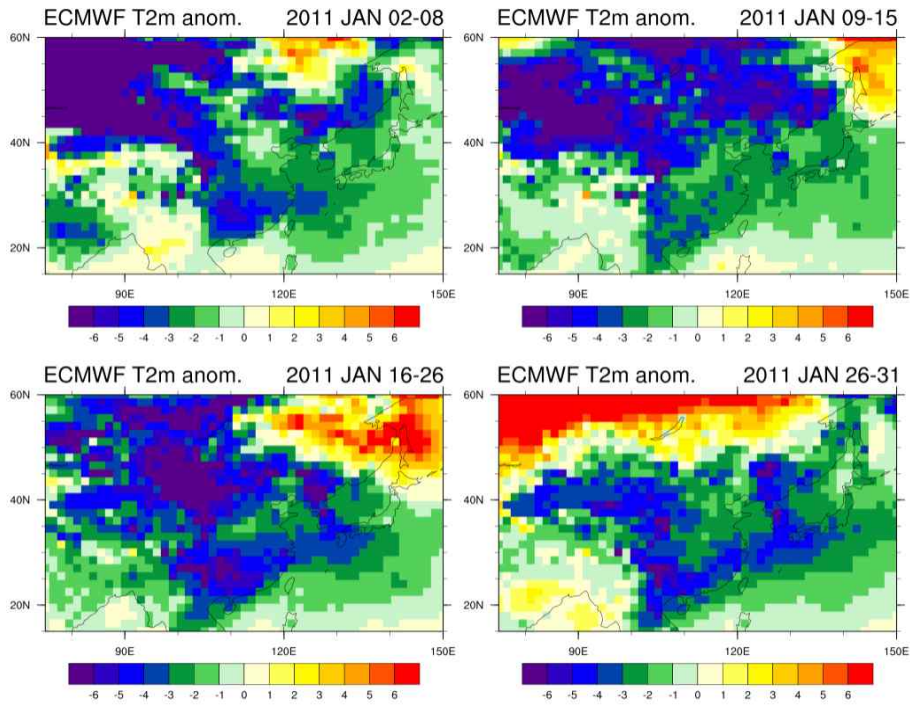 ECMWF T2m anom. 2011 JAN 02-08
60N
40N
20N
90E 120E 150E
-6 -5 -4 -3 -2 -1 0 1 2 3 4 5 6
ECMWF T2m anom. 2011 JAN 09-15
60N
40N
20N
90E 120E 150E
-6 -5 -4 -3 -2 -1 0 1 2 3 4 5 6
ECMWF T2m anom. 2011 JAN 16-26
60N
40N
20N
90E 120E 150E
-6 -5 -4 -3 -2 -1 0 1 2 3 4 5 6
ECMWF T2m anom. 2011 JAN 26-31
60N
40N
20N
90E 120E 150E
-6 -5 -4 -3 -2 -1 0 1 2 3 4 5 6